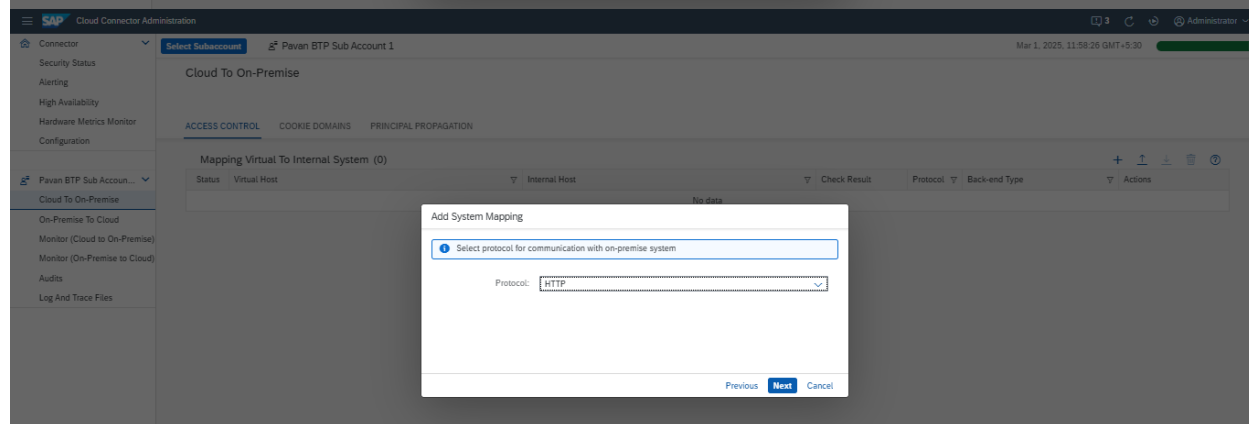 SAP Cloud Connector Administration 3 Administrator
Connector
Security Status
Alerting
High Availability
Hardware Metrics Monitor
Configuration
Pavan BTP Sub Accoun...
Cloud To On-Premise
On-Premise To Cloud
Monitor (Cloud to On-Premise)
Monitor (On-Premise to Cloud)
Audits
Log And Trace Files
Select Subaccount Pavan BTP Sub Account 1 Mar 1, 2025, 11:58:26 GMT+5:30
Cloud To On-Premise
ACCESS CONTROL COOKIE DOMAINS PRINCIPAL PROPAGATION
Mapping Virtual To Internal System (0)
Status Virtual Host Internal Host Check Result Protocol Back-end Type Actions
No data
Add System Mapping
Select protocol for communication with on-premise system
Protocol: HTTP
Previous Next Cancel